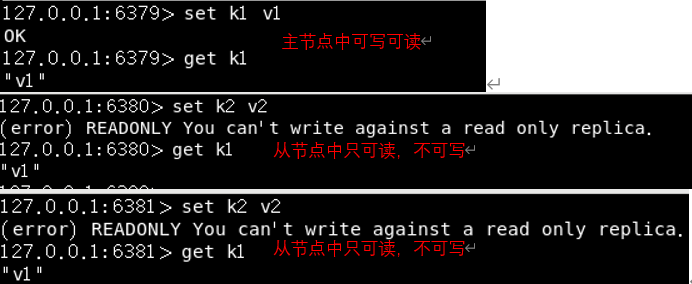 127.0.0.1:6379> set k1 v1
OK
127.0.0.1:6379> get k1
"v1"
主节点中可写可读
127.0.0.1:6380> set k2 v2
(error) READONLY You can't write against a read only replica.
127.0.0.1:6380> get k1
"v1"
从节点中只可读，不可写
127.0.0.1:6381> set k2 v2
(error) READONLY You can't write against a read only replica.
127.0.0.1:6381> get k1
"v1"
从节点中只可读，不可写